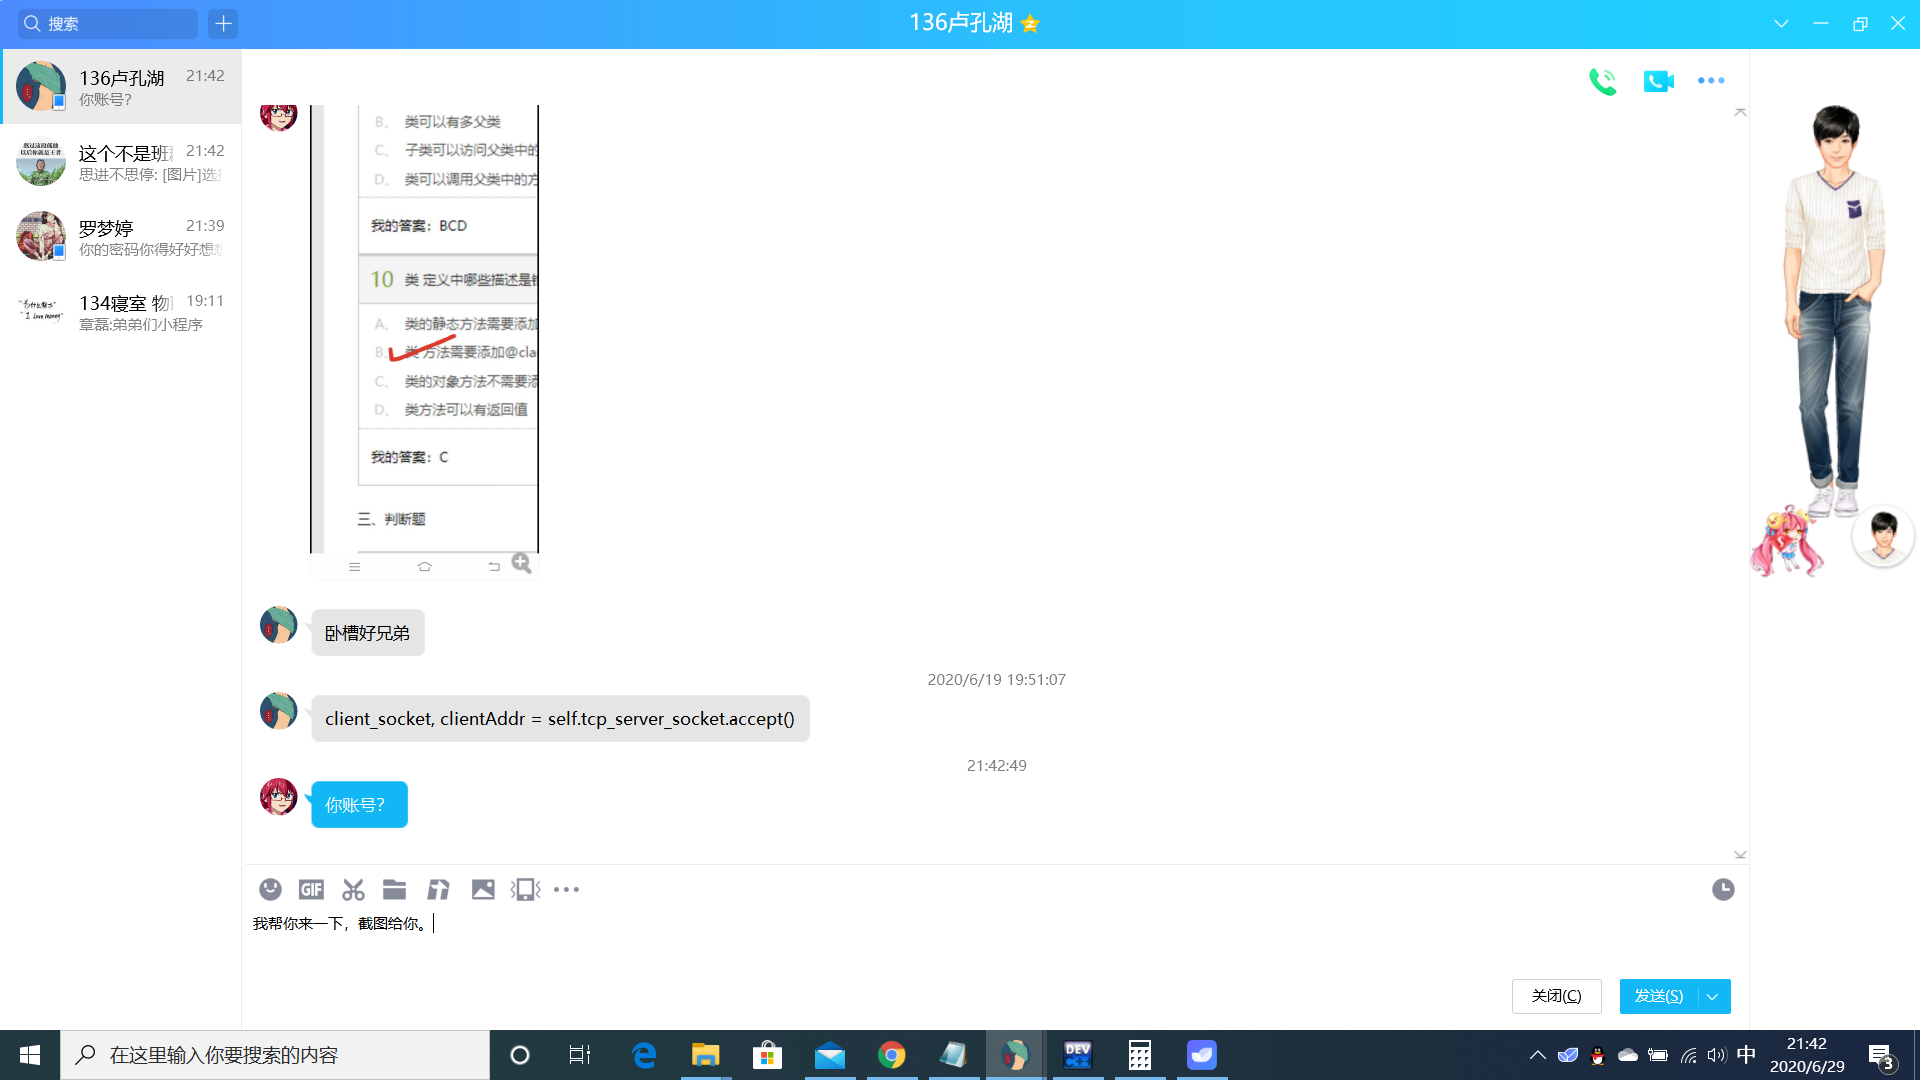 搜索
136卢孔湖
136卢孔湖 21:42
你账号?
这个不是班 21:42
思进不思停: [图片]选
罗梦婷 21:39
你的密码你得好好想
134寝室 物 19:11
章磊:弟弟们小程序
B、 类可以有多父类
C、 子类可以访问父类中的
D、 类可以调用父类中的方
我的答案：BCD
10 类 定义中哪些描述是
A、 类的静态方法需要添加
B、 类 方法需要添加@cla
C、 类的对象方法不需要添
D、 类方法可以有返回值
我的答案：C
三、判断题
卧槽好兄弟
2020/6/19 19:51:07
client_socket, clientAddr = self.tcp_server_socket.accept()
21:42:49
你账号?
GIF
我帮你来一下，截图给你。
关闭(C)
发送(S)
在这里输入你要搜索的内容
DEV
C++
中
21:42
2020/6/29
3